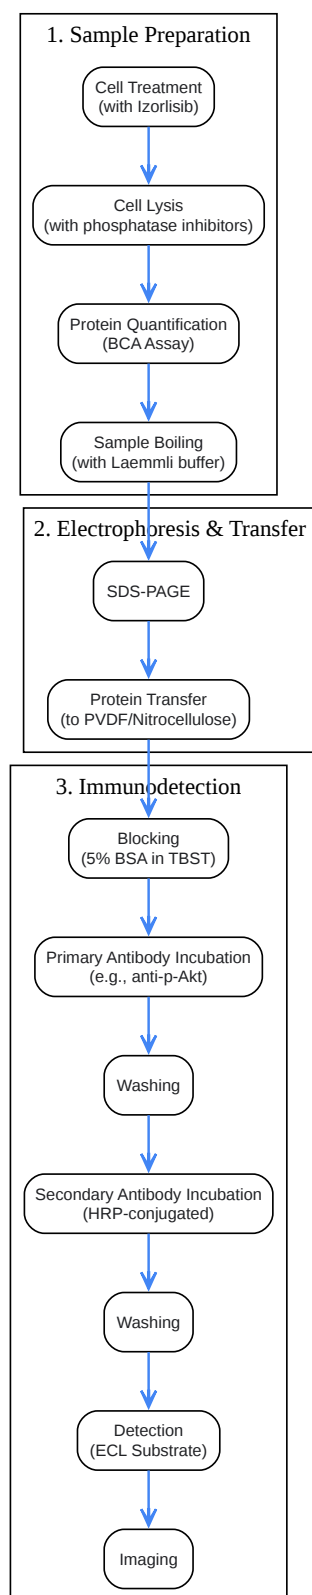 1. Sample Preparation
Cell Treatment
(with Izorlisib)
Cell Lysis
(with phosphatase inhibitors)
Protein Quantification
(BCA Assay)
Sample Boiling
(with Laemmli buffer)
2. Electrophoresis & Transfer
SDS-PAGE
Protein Transfer
(to PVDF/Nitrocellulose)
3. Immunodetection
Blocking
(5% BSA in TBST)
Primary Antibody Incubation
(e.g., anti-p-Akt)
Washing
Secondary Antibody Incubation
(HRP-conjugated)
Washing
Detection
(ECL Substrate)
Imaging